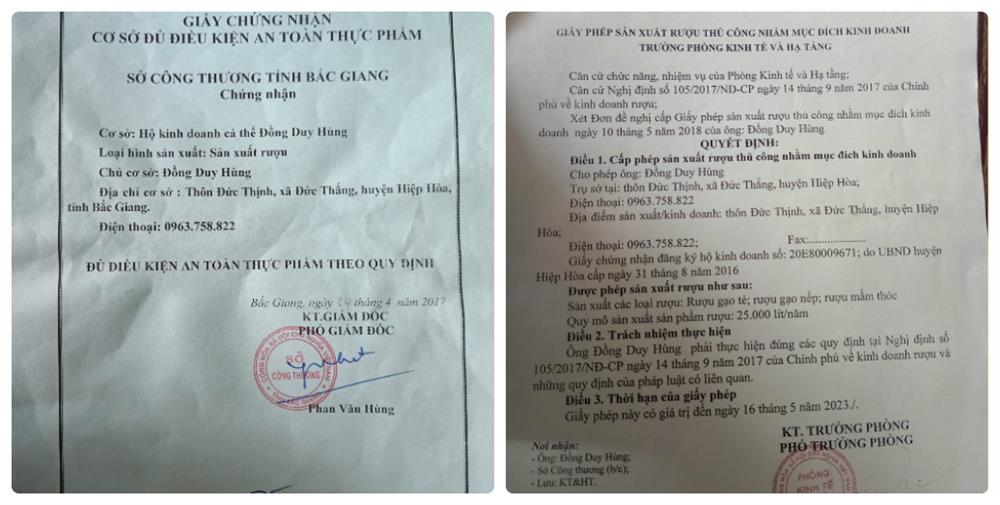 GIẤY CHỨNG NHẬN
CƠ SỞ ĐỦ ĐIỀU KIỆN AN TOÀN THỰC PHẨM
SỞ CÔNG THƯƠNG TỈNH BẮC GIANG
Chứng nhận
Cơ sở: Hộ kinh doanh cá thể Đồng Duy Hùng
Loại hình sản xuất: Sản xuất rượu
Chủ cơ sở: Đồng Duy Hùng
Địa chỉ cơ sở : Thôn Đức Thịnh, xã Đức Thắng, huyện Hiệp Hòa,
tỉnh Bắc Giang.
Điện thoại: 0963.758.822
ĐỦ ĐIỀU KIỆN AN TOÀN THỰC PHẨM THEO QUY ĐỊNH
Bắc Giang, ngày 04 tháng 4 năm 2017
KT.GIÁM ĐỐC
PHÓ GIÁM ĐỐC
SỞ
CÔNG THƯƠNG
Phan Văn Hùng
GIẤY PHÉP SẢN XUẤT RƯỢU THỦ CÔNG NHẰM MỤC ĐÍCH KINH DOANH
TRƯỞNG PHÒNG KINH TẾ VÀ HẠ TẦNG
Căn cứ chức năng, nhiệm vụ của Phòng Kinh tế và Hạ tầng;
Căn cứ Nghị định số 105/2017/NĐ-CP ngày 14 tháng 9 năm 2017 của Chính
phủ về kinh doanh rượu;
Xét Đơn đề nghị cấp Giấy phép sản xuất rượu thủ công nhằm mục đích kinh
doanh ngày 10 tháng 5 năm 2018 của ông: Đồng Duy Hùng
QUYẾT ĐỊNH:
Điều 1. Cấp phép sản xuất rượu thủ công nhằm mục đích kinh doanh
Cho phép ông: Đồng Duy Hùng
Trụ sở tại: thôn Đức Thịnh, xã Đức Thắng, huyện Hiệp Hòa;
Điện thoại: 0963.758.822
Địa điểm sản xuất/kinh doanh: thôn Đức Thịnh, xã Đức Thắng, huyện Hiệp
Hòa;
Điện thoại: 0963.758.822; Fax:...................
Giấy chứng nhận đăng ký hộ kinh doanh số: 20E80009671; do UBND huyện
Hiệp Hòa cấp ngày 31 tháng 8 năm 2016
Được phép sản xuất rượu như sau:
Sản xuất các loại rượu: Rượu gạo tẻ; rượu gạo nếp; rượu mầm thóc
Quy mô sản xuất sản phẩm rượu: 25.000 lít/năm
Điều 2. Trách nhiệm thực hiện
Ông Đồng Duy Hùng phải thực hiện đúng các quy định tại Nghị định số
105/2017/NĐ-CP ngày 14 tháng 9 năm 2017 của Chính phủ về kinh doanh rượu và
những quy định của pháp luật có liên quan.
Điều 3. Thời hạn của giấy phép
Giấy phép này có giá trị đến ngày 16 tháng 5 năm 2023./.
KT. TRƯỞNG PHÒNG
PHÓ TRƯỞNG PHÒNG
Nơi nhận:
- Ông: Đồng Duy Hùng;
- Sở Công thương (b/c);
- Lưu: KT&HT.
PHÒNG
KINH TẾ